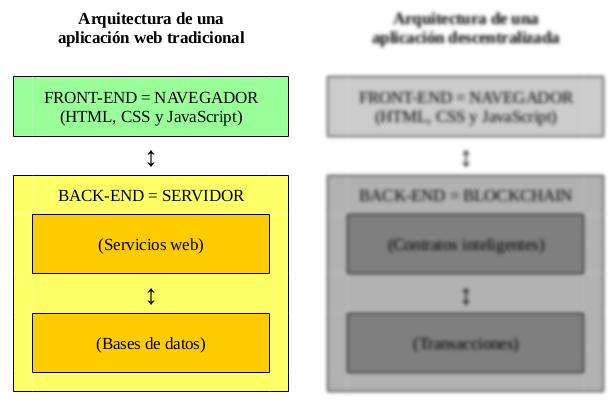 Arquitectura de una
aplicación web tradicional
FRONT-END = NAVEGADOR
(HTML, CSS y JavaScript)
↕
BACK-END = SERVIDOR
(Servicios web)
↕
(Bases de datos)
Arquitectura de una
aplicación descentralizada
FRONT-END = NAVEGADOR
(HTML, CSS y JavaScript)
↕
BACK-END = BLOCKCHAIN
(Contratos inteligentes)
↕
(Transacciones)